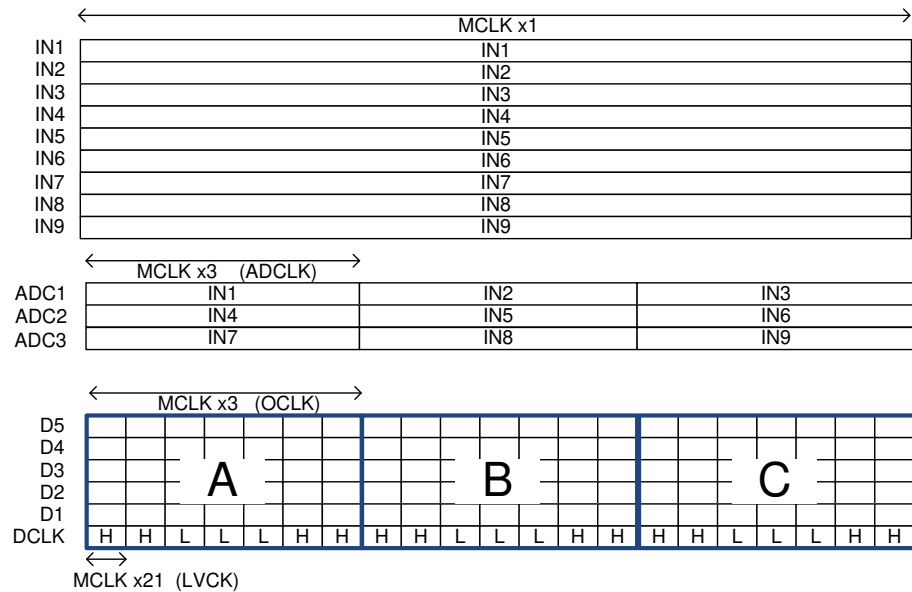 MCLK x1
IN1 IN1
IN2 IN2
IN3 IN3
IN4 IN4
IN5 IN5
IN6 IN6
IN7 IN7
IN8 IN8
IN9 IN9
MCLK x3 (ADCLK)
ADC1 IN1 IN2 IN3
ADC2 IN4 IN5 IN6
ADC3 IN7 IN8 IN9
MCLK x3 (OCLK)
D5
D4
D3
A B C
D2
D1
DCLK H H L L L H H H H L L L H H H H L L L H H
MCLK x21 (LVCK)